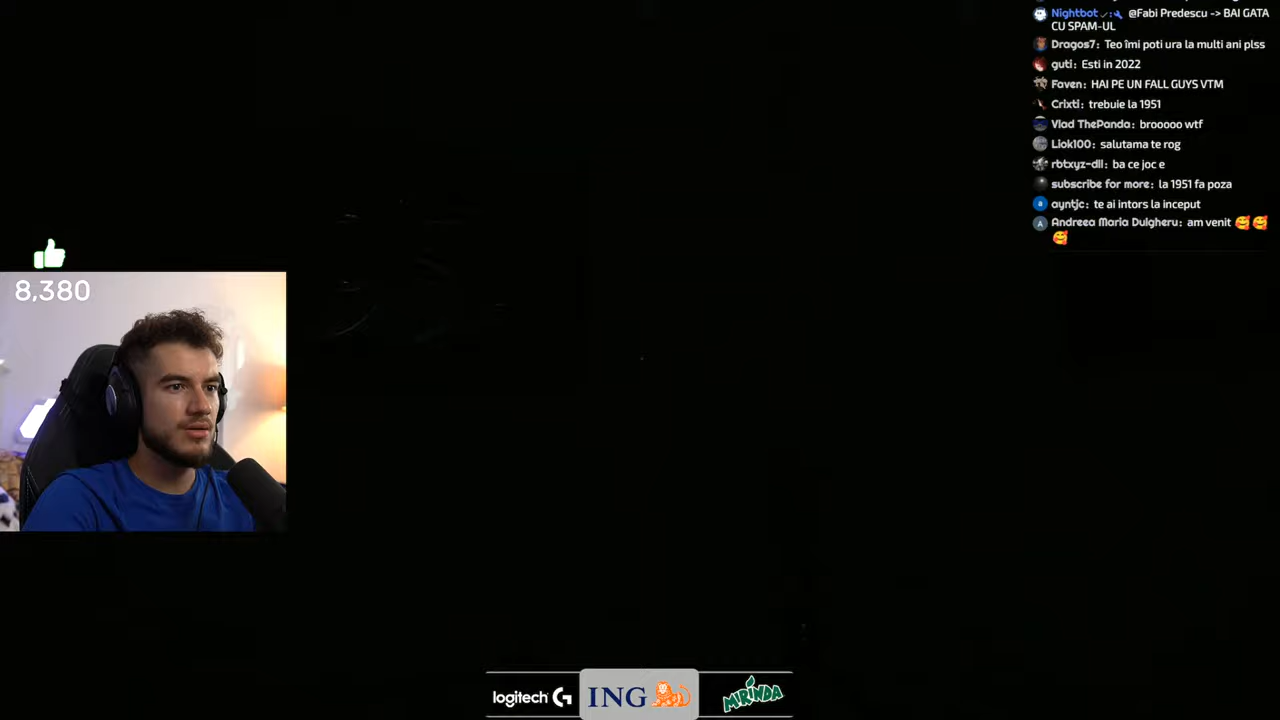 Nightbot : @Fabi Predescu -> BAI GATA
CU SPAM-UL
Dragos7: Teo îmi poti ura la multi ani plss
gut!: Esti in 2022
Faven: HAI PE UN FALL GUYS VTM
Crixti: trebuie la 1951
Vlad ThePanda: brooooo wtf
Liok100: salutama te rog
rbtxyz-dll: ba ce joc e
subscribe for more: la 1951 fa poza
ayntjc: te ai intors la inceput
Andreea Maria Dulgheru: am venit 🥰 🥰
🥰
8,380
logitech G ING MIRINDA